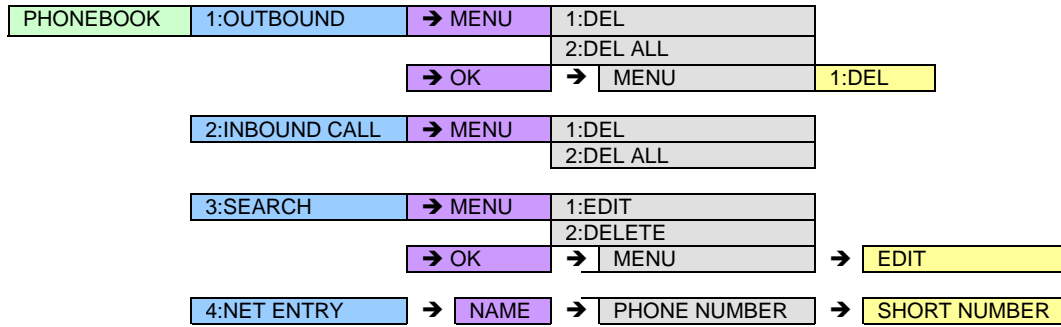 PHONEBOOK 1:OUTBOUND ➔ MENU 1:DEL
2:DEL ALL
➔ OK ➔ MENU 1:DEL
2:INBOUND CALL ➔ MENU 1:DEL
2:DEL ALL
3:SEARCH ➔ MENU 1:EDIT
2:DELETE
➔ OK ➔ MENU ➔ EDIT
4:NET ENTRY ➔ NAME ➔ PHONE NUMBER ➔ SHORT NUMBER